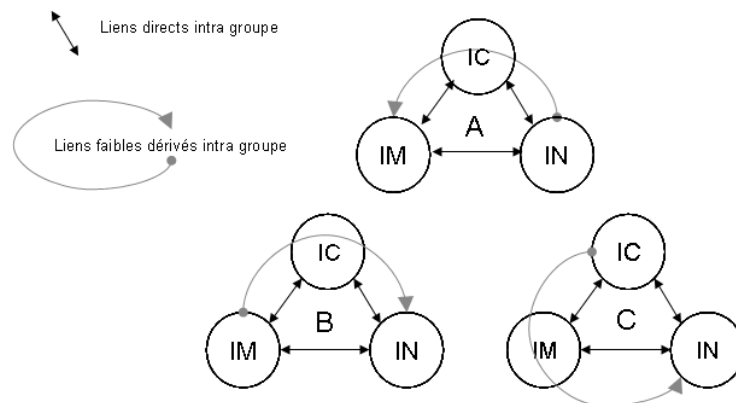 Liens directs intra groupe
Liens faibles dérivés intra groupe
IC
A
IM
IN
IC
B
IM
IN
IC
C
IM
IN